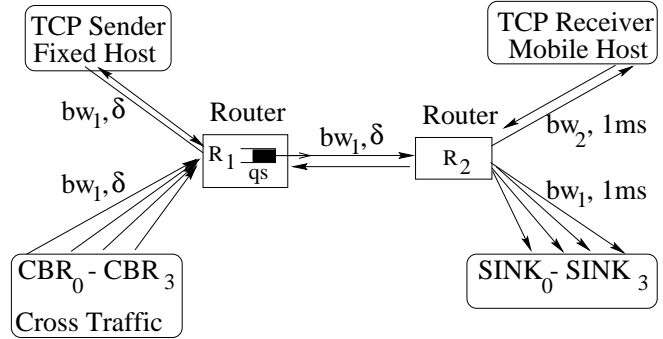 TCP Sender
Fixed Host
TCP Receiver
Mobile Host
bw₁, δ
Router
R₁
qs
bw₁, δ
Router
R₂
bw₂, 1ms
bw₁, δ
bw₁, 1ms
CBR₀ - CBR₃
Cross Traffic
SINK₀ - SINK₃